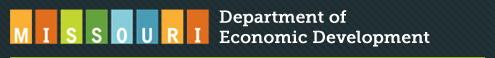 MISSOURI
Department of
Economic Development